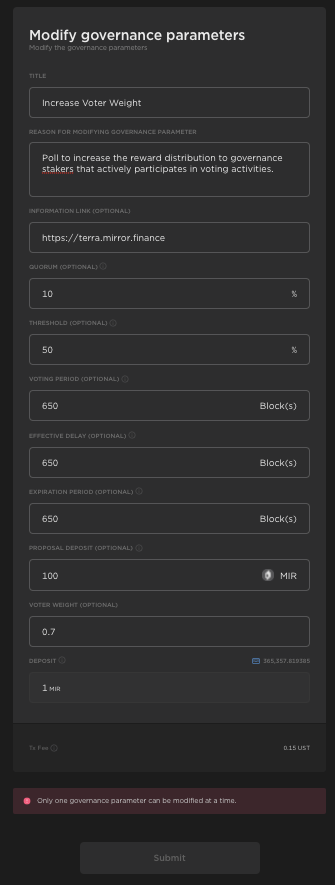 Modify governance parameters
Modify the governance parameters
TITLE
Increase Voter Weight
REASON FOR MODIFYING GOVERNANCE PARAMETER
Poll to increase the reward distribution to governance
stakers that actively participates in voting activities.
INFORMATION LINK (OPTIONAL)
https://terra.mirror.finance
QUORUM (OPTIONAL)
10 %
THRESHOLD (OPTIONAL)
50 %
VOTING PERIOD (OPTIONAL)
650 Block(s)
EFFECTIVE DELAY (OPTIONAL)
650 Block(s)
EXPIRATION PERIOD (OPTIONAL)
650 Block(s)
PROPOSAL DEPOSIT (OPTIONAL)
100 MIR
VOTER WEIGHT (OPTIONAL)
0.7
DEPOSIT 365,357.819385
1 MIR
Tx Fee 0.15 UST
Only one governance parameter can be modified at a time.
Submit